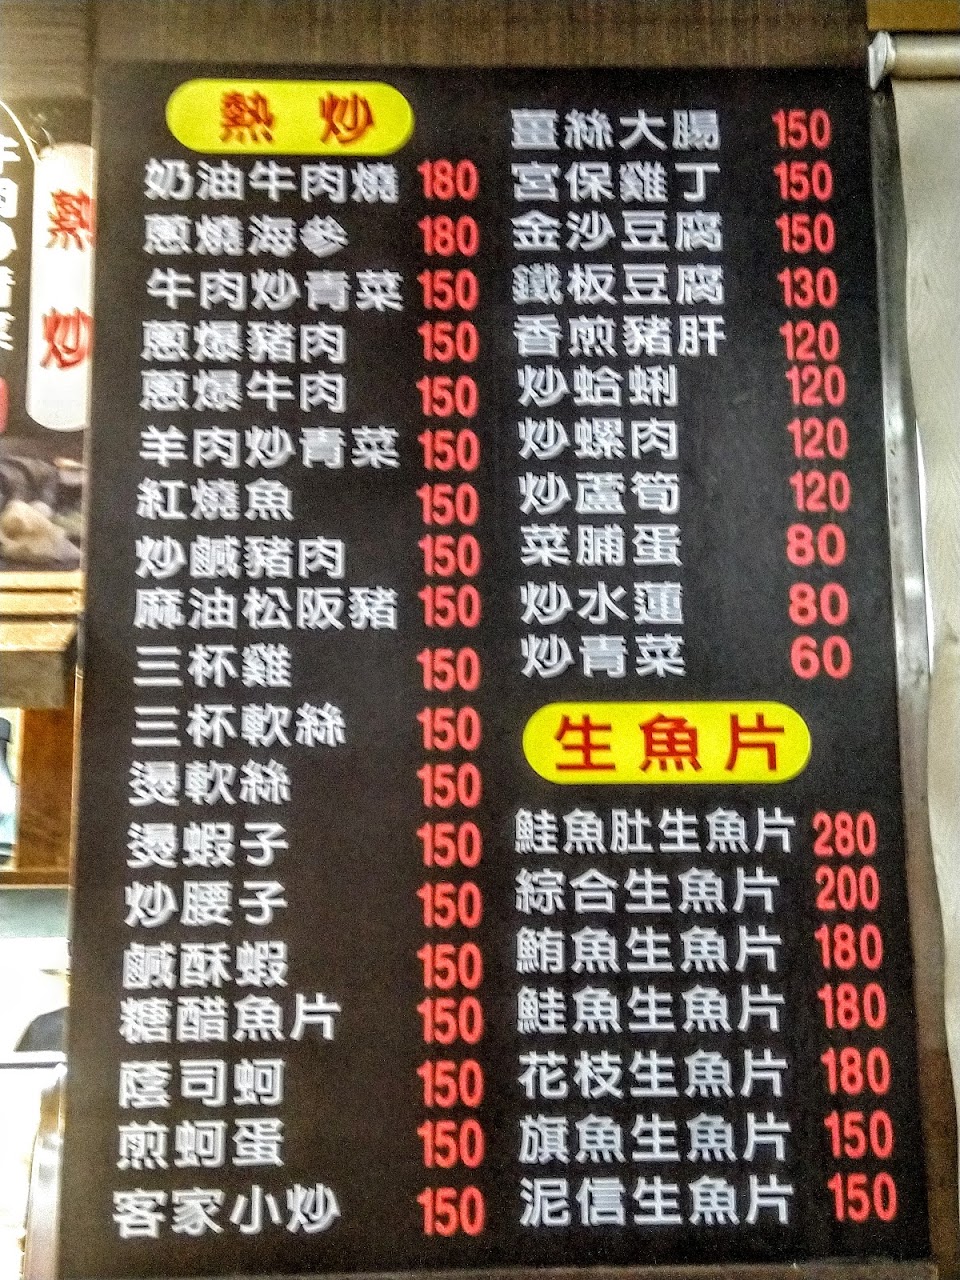 熱炒
奶油牛肉燒 180
蔥燒海參 180
牛肉炒青菜 150
蔥爆豬肉 150
蔥爆牛肉 150
羊肉炒青菜 150
紅燒魚 150
炒鹹豬肉 150
麻油松阪豬 150
三杯雞 150
三杯軟絲 150
燙軟絲 150
燙蝦子 150
炒腰子 150
鹹酥蝦 150
糖醋魚片 150
蔭司蚵 150
煎蚵蛋 150
客家小炒 150
薑絲大腸 150
宮保雞丁 150
金沙豆腐 150
鐵板豆腐 130
香煎豬肝 120
炒蛤蜊 120
炒螺肉 120
炒蘆筍 120
菜脯蛋 80
炒水蓮 80
炒青菜 60
生魚片
鮭魚肚生魚片 280
綜合生魚片 200
鮪魚生魚片 180
鮭魚生魚片 180
花枝生魚片 180
旗魚生魚片 150
泥信生魚片 150
熱炒